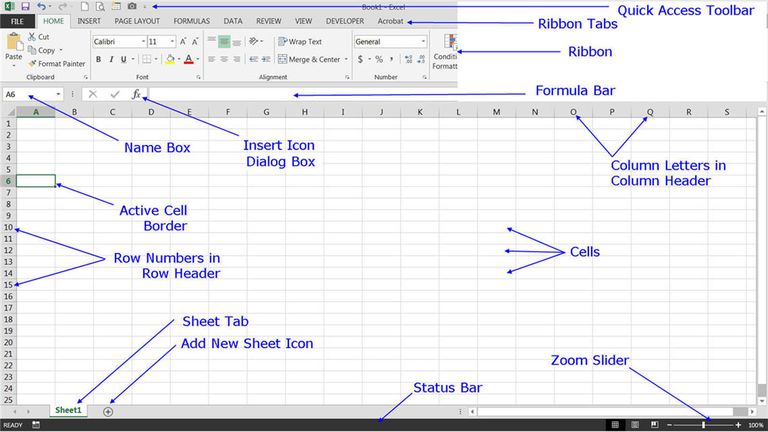 Book1 - Excel
Quick Access Toolbar
FILE HOME INSERT PAGE LAYOUT FORMULAS DATA REVIEW VIEW DEVELOPER Acrobat
Ribbon Tabs
Cut
Copy
Format Painter
Paste
Clipboard
Calibri 11
B I U
Font
Wrap Text
Merge & Center
Alignment
General
$ % ,
Number
Conditi
Formatt
Ribbon
A6
fx
Formula Bar
A B C D E F G H I J K L M N O P Q R S
1
2
3
4
5
6
7
8
9
10
11
12
13
14
15
16
17
18
19
20
21
22
23
24
25
Name Box
Insert Icon
Dialog Box
Column Letters in
Column Header
Active Cell
Border
Row Numbers in
Row Header
Cells
Sheet Tab
Add New Sheet Icon
Zoom Slider
Status Bar
Sheet1
READY
100%